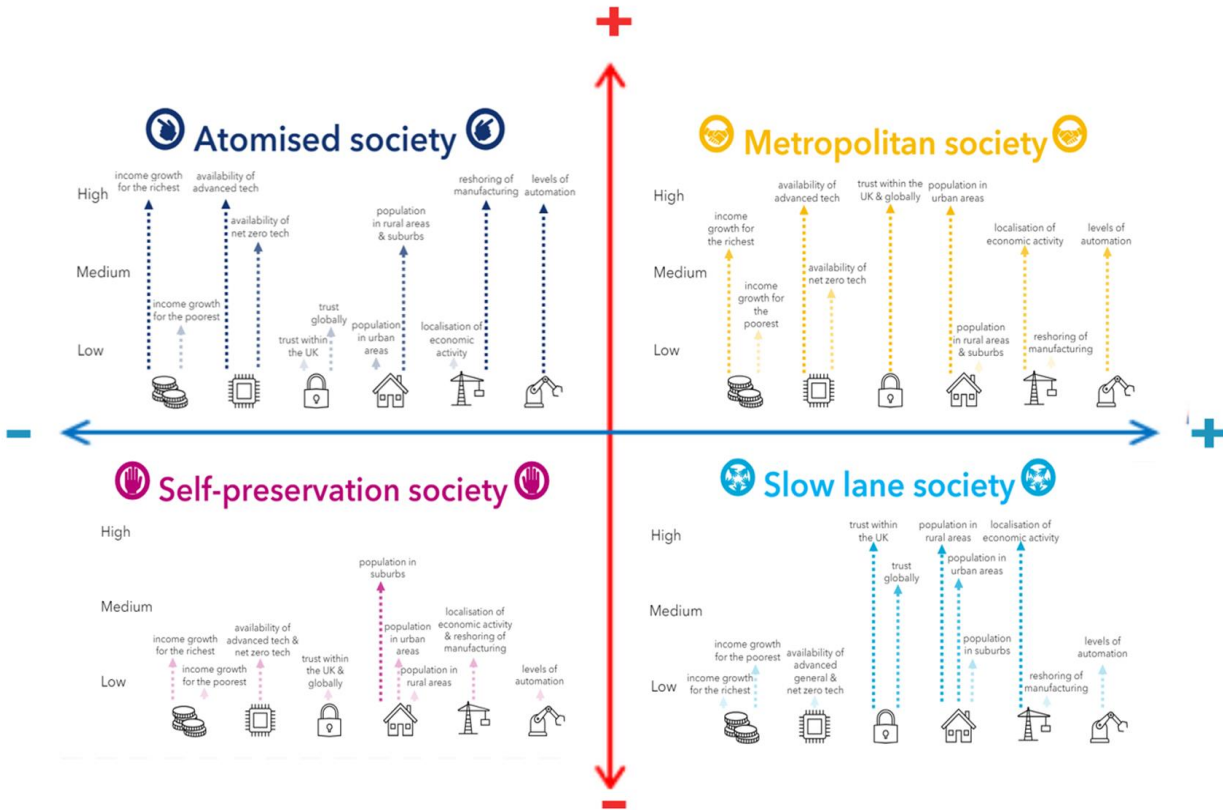 +
Atomised society
High
Medium
Low
income growth
for the richest
income growth
for the poorest
availability of
advanced tech
availability of
net zero tech
trust within
the UK
trust
globally
population
in urban
areas
population
in rural areas
& suburbs
localisation of
economic
activity
reshoring of
manufacturing
levels of
automation
Metropolitan society
High
Medium
Low
income
growth for
the richest
income
growth for
the
poorest
availability of
advanced tech
availability of
net zero tech
trust within the
UK & globally
population in
urban areas
population
in rural areas
& suburbs
localisation of
economic activity
reshoring of
manufacturing
levels of
automation
-
+
Self-preservation society
High
Medium
Low
income growth
for the richest
income growth
for the poorest
availability of
advanced tech &
net zero tech
trust within
the UK &
globally
population in
suburbs
population
in urban
areas
population in
rural areas
localisation of
economic activity
& reshoring of
manufacturing
levels of
automation
Slow lane society
High
Medium
Low
income growth
for the poorest
income growth
for the richest
availability of
advanced
general &
net zero tech
trust within
the UK
trust
globally
population in
rural areas
population in
urban areas
population
in suburbs
localisation of
economic activity
reshoring of
manufacturing
levels of
automation
-